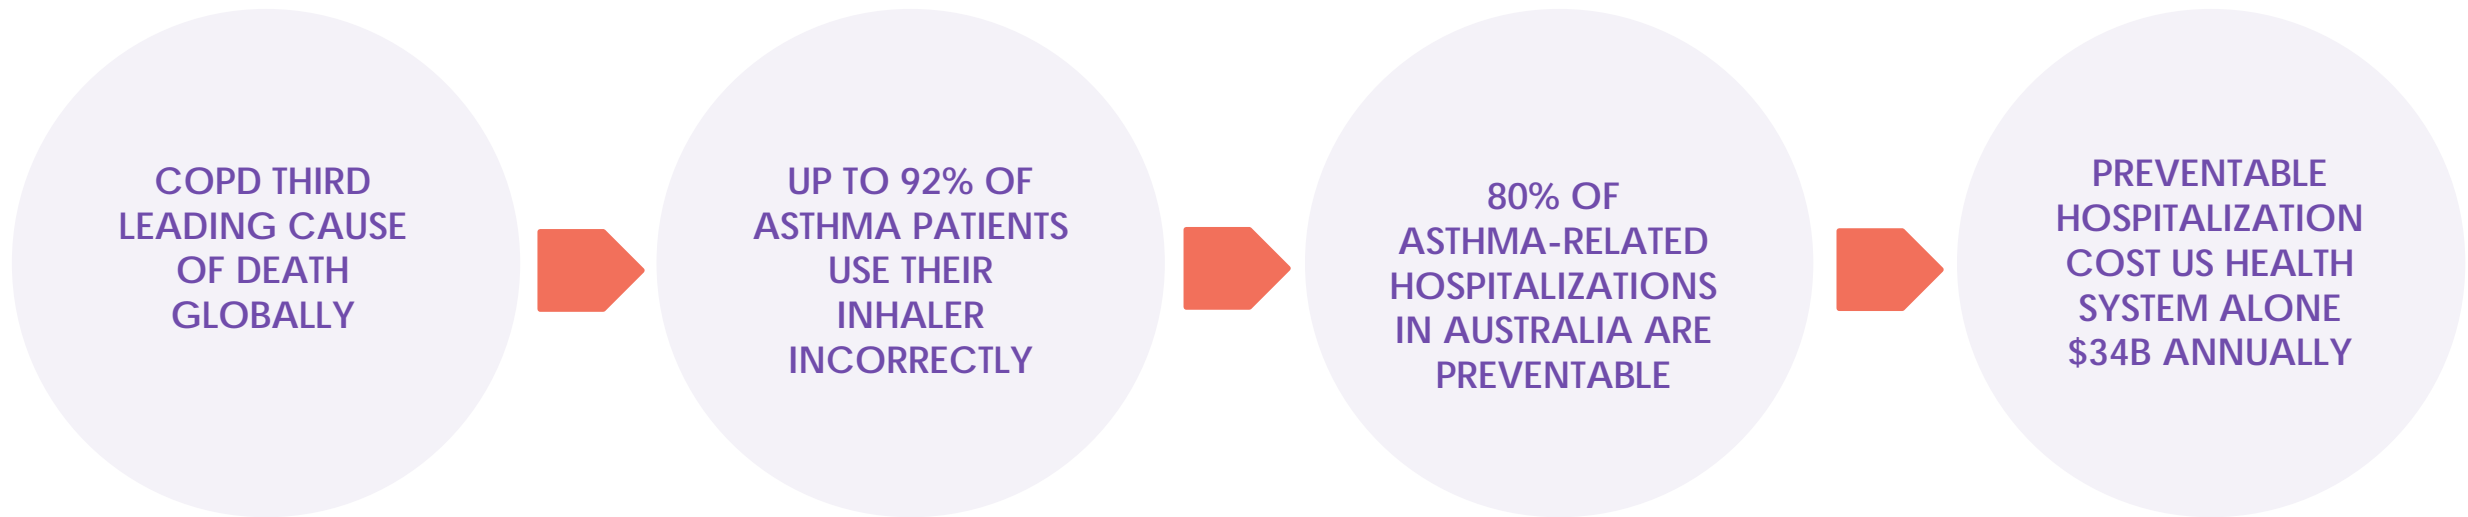 COPD THIRD
LEADING CAUSE
OF DEATH
GLOBALLY
UP TO 92% OF
ASTHMA PATIENTS
USE THEIR
INHALER
INCORRECTLY
80% OF
ASTHMA-RELATED
HOSPITALIZATIONS
IN AUSTRALIA ARE
PREVENTABLE
PREVENTABLE
HOSPITALIZATION
COST US HEALTH
SYSTEM ALONE
$34B ANNUALLY